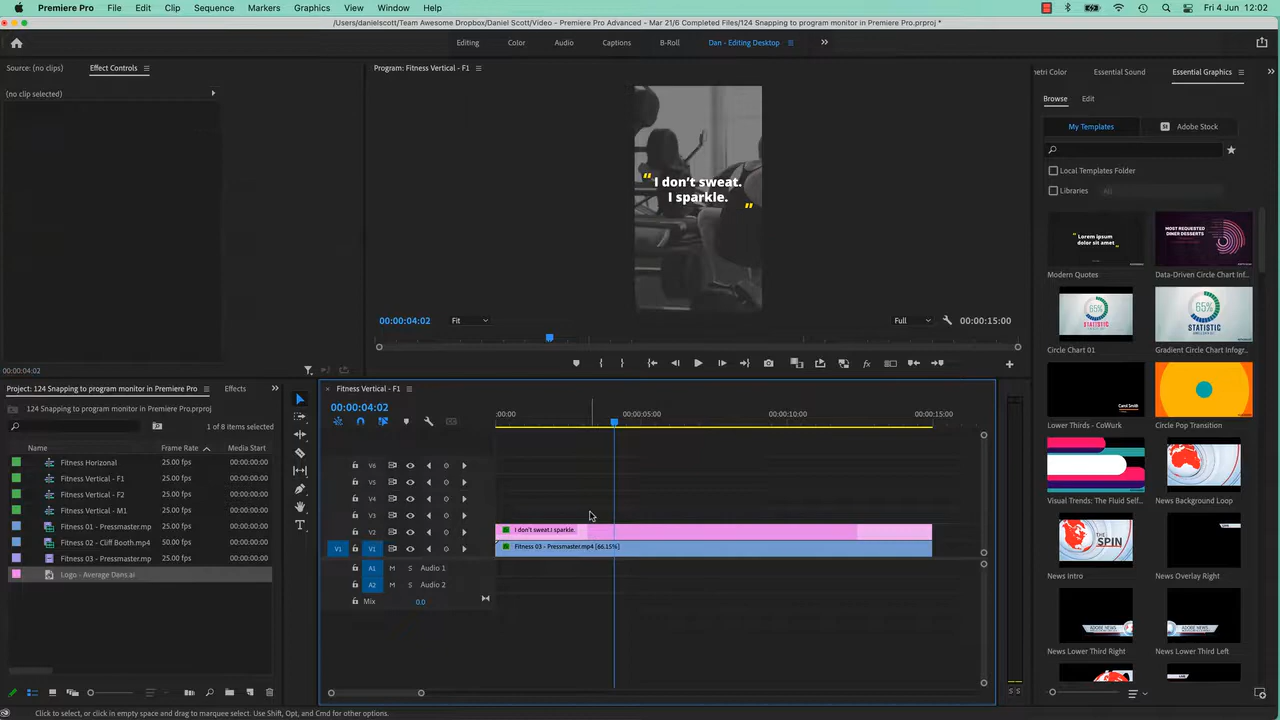 Premiere Pro File Edit Clip Sequence Markers Graphics View Window Help Fri 4 Jun 12:02
/Users/danielscott/Team Awesome Dropbox/Daniel Scott/Video - Premiere Pro Advanced - Mar 21/6 Completed Files/124 Snapping to program monitor in Premiere Pro.prproj *
Editing Color Audio Captions B-Roll Dan - Editing Desktop
Source: (no clips) Effect Controls
Program: Fitness Vertical - F1
etri Color Essential Sound Essential Graphics
(no clip selected)
Browse Edit
My Templates St Adobe Stock
Local Templates Folder
Libraries All
“ I don't sweat.
I sparkle. ”
“ Lorem ipsum
dolor sit amet ”
MOST REQUESTED
DINER DESSERTS
Modern Quotes Data-Driven Circle Chart Inf...
65%
STATISTIC
65%
STATISTIC
00:00:04:02 Fit Full 00:00:15:00
Circle Chart 01 Gradient Circle Chart Infogr...
00:00:04:02
Carol Smith
Lower Thirds - CoWurk Circle Pop Transition
Project: 124 Snapping to program monitor in Premiere Pro Effects
124 Snapping to program monitor in Premiere Pro.prproj
1 of 8 items selected
Name Frame Rate Media Start
Fitness Horizonal 25.00 fps 00:00:00:00
Fitness Vertical - F1 25.00 fps 00:00:00:00
Fitness Vertical - F2 25.00 fps 00:00:00:00
Fitness Vertical - M1 25.00 fps 00:00:00:00
Fitness 01 - Pressmaster.mp 25.00 fps 00:00:00:00
Fitness 02 - Cliff Booth.mp4 50.00 fps 00:00:00:00
Fitness 03 - Pressmaster.mp 25.00 fps 00:00:00:00
Logo - Average Dans.ai
Fitness Vertical - F1
00:00:04:02
:00:00 00:00:05:00 00:00:10:00 00:00:15:00
V6
V5
V4
V3
V2 I don't sweat.I sparkle.
V1 V1 Fitness 03 - Pressmaster.mp4 [66.15%]
A1 M S Audio 1
A2 M S Audio 2
Mix 0.0
S S
Visual Trends: The Fluid Self... News Background Loop
THE
SPIN
News Intro News Overlay Right
ADOBE NEWS
News Lower Third Right News Lower Third Left
Click to select, or click in empty space and drag to marquee select. Use Shift, Opt, and Cmd for other options.